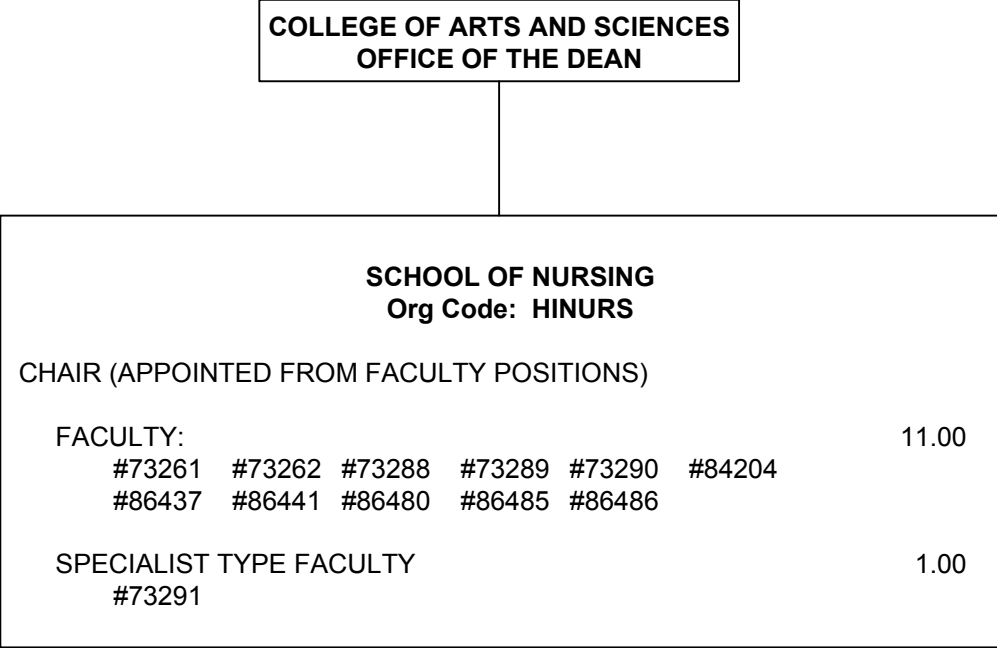 COLLEGE OF ARTS AND SCIENCES
OFFICE OF THE DEAN
SCHOOL OF NURSING
Org Code: HINURS
CHAIR (APPOINTED FROM FACULTY POSITIONS)
FACULTY: 11.00
#73261 #73262 #73288 #73289 #73290 #84204
#86437 #86441 #86480 #86485 #86486
SPECIALIST TYPE FACULTY 1.00
#73291